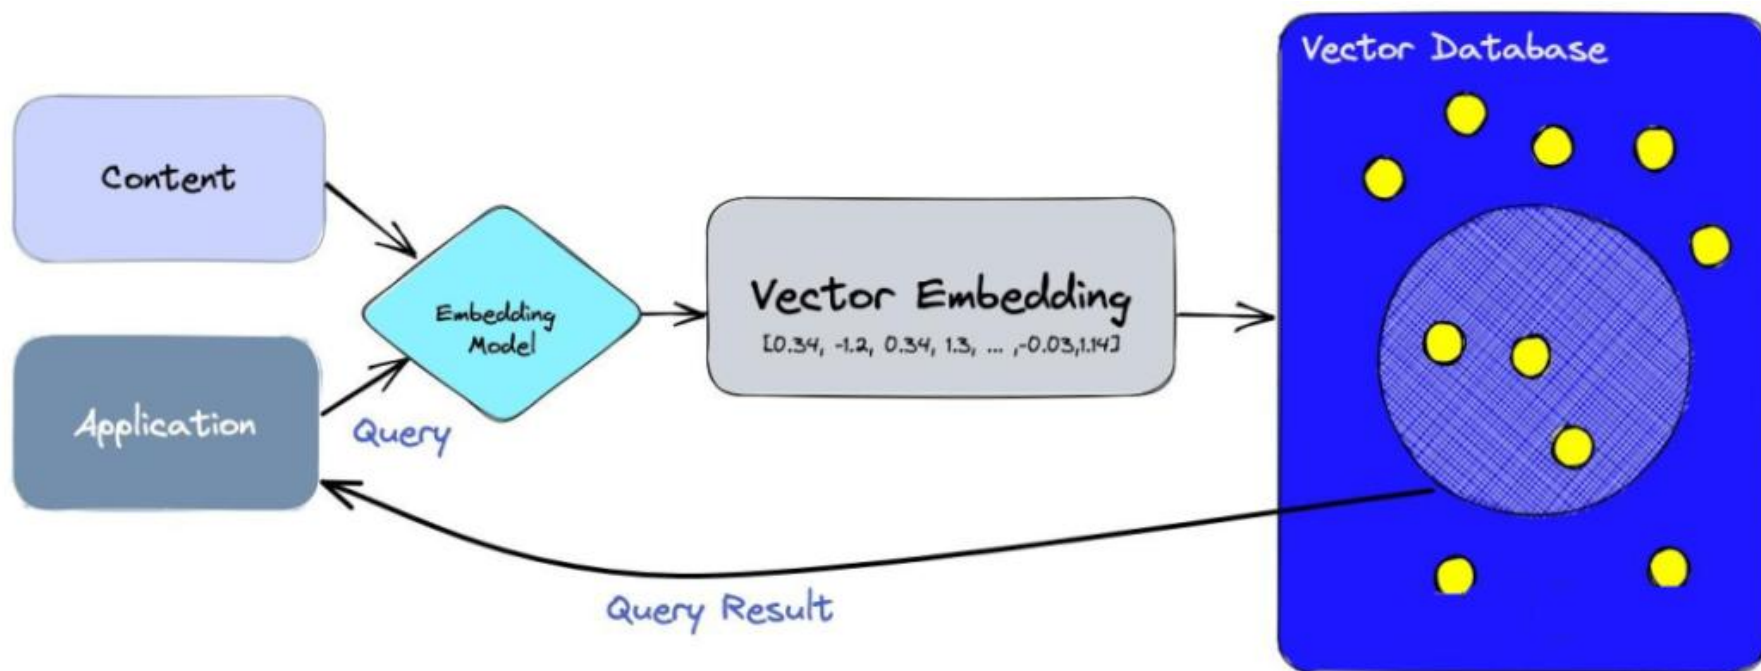 Vector Database
Content
Embedding
Model
Vector Embedding
[0.34, -1.2, 0.34, 1.3, ... ,-0.03,1.14]
Application
Query
Query Result